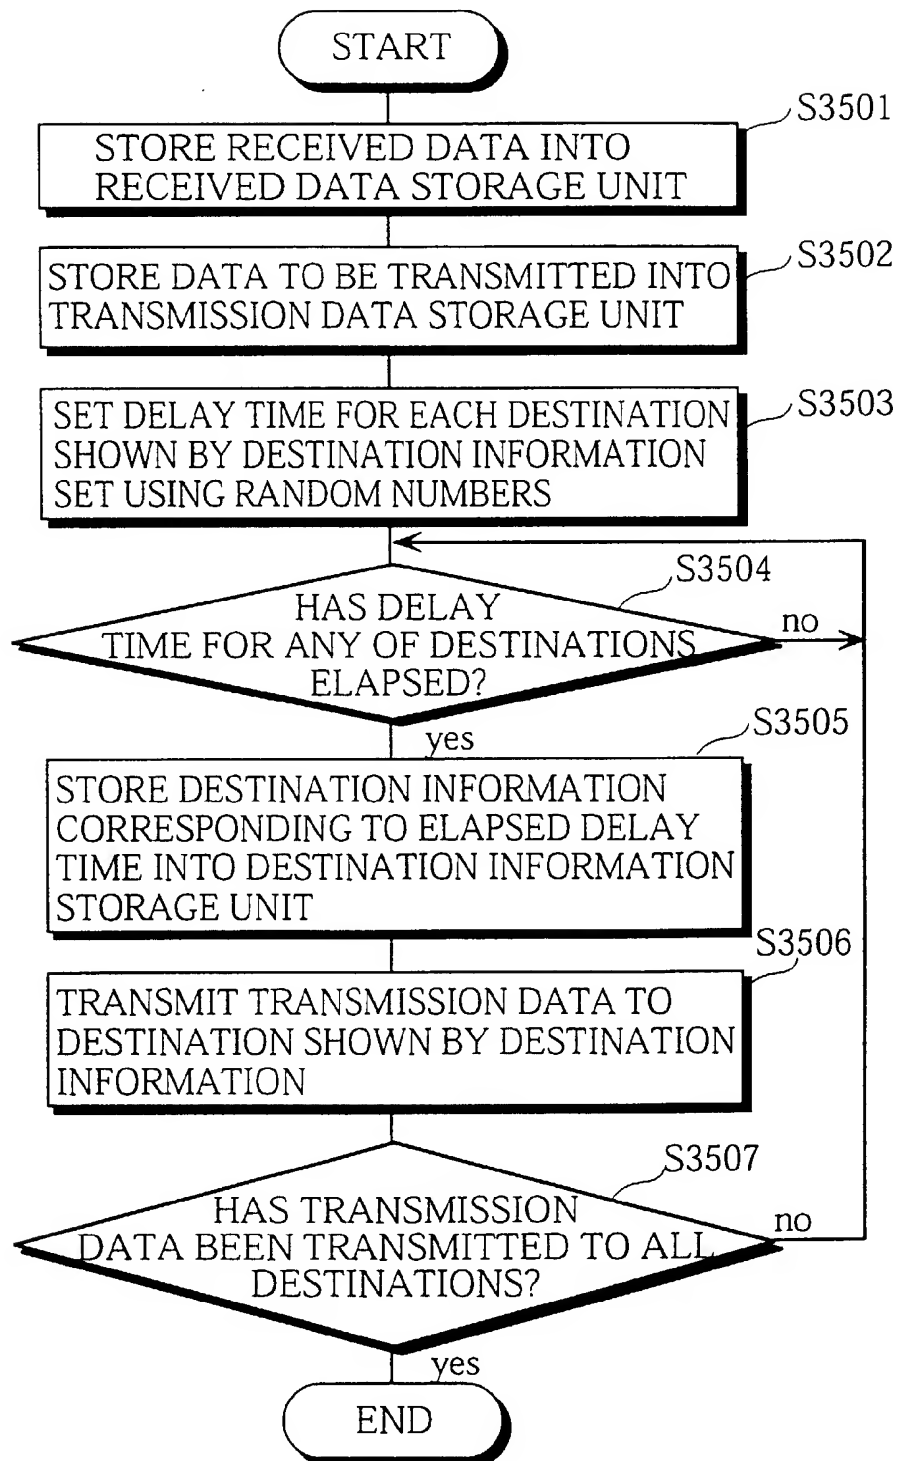 START
S3501
STORE RECEIVED DATA INTO
RECEIVED DATA STORAGE UNIT
S3502
STORE DATA TO BE TRANSMITTED INTO
TRANSMISSION DATA STORAGE UNIT
S3503
SET DELAY TIME FOR EACH DESTINATION
SHOWN BY DESTINATION INFORMATION
SET USING RANDOM NUMBERS
S3504
HAS DELAY
TIME FOR ANY OF DESTINATIONS
ELAPSED?
no
yes
S3505
STORE DESTINATION INFORMATION
CORRESPONDING TO ELAPSED DELAY
TIME INTO DESTINATION INFORMATION
STORAGE UNIT
S3506
TRANSMIT TRANSMISSION DATA TO
DESTINATION SHOWN BY DESTINATION
INFORMATION
S3507
HAS TRANSMISSION
DATA BEEN TRANSMITTED TO ALL
DESTINATIONS?
no
yes
END